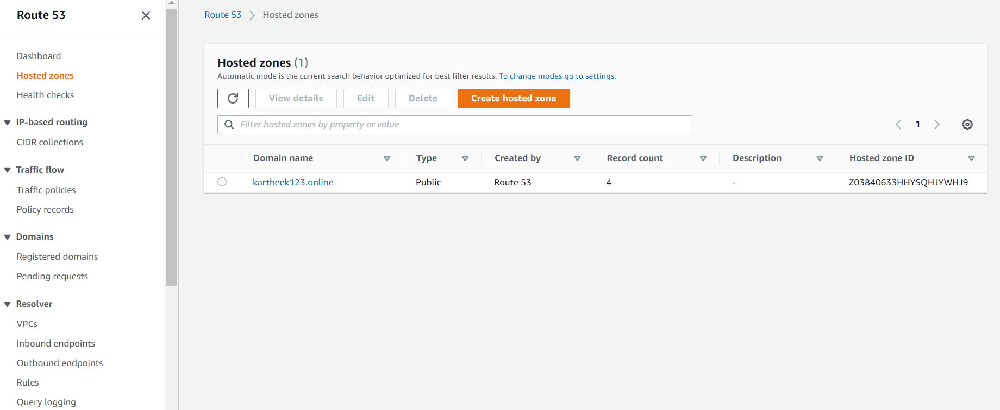 Route 53
Dashboard
Hosted zones
Health checks
IP-based routing
CIDR collections
Traffic flow
Traffic policies
Policy records
Domains
Registered domains
Pending requests
Resolver
VPCs
Inbound endpoints
Outbound endpoints
Rules
Query logging
Route 53 Hosted zones
Hosted zones (1)
Automatic mode is the current search behavior optimized for best filter results. To change modes go to settings.
View details Edit Delete Create hosted zone
Filter hosted zones by property or value 1
Domain name Type Created by Record count Description Hosted zone ID
kartheek123.online Public Route 53 4 - Z03840633HHYSQHJYWHJ9